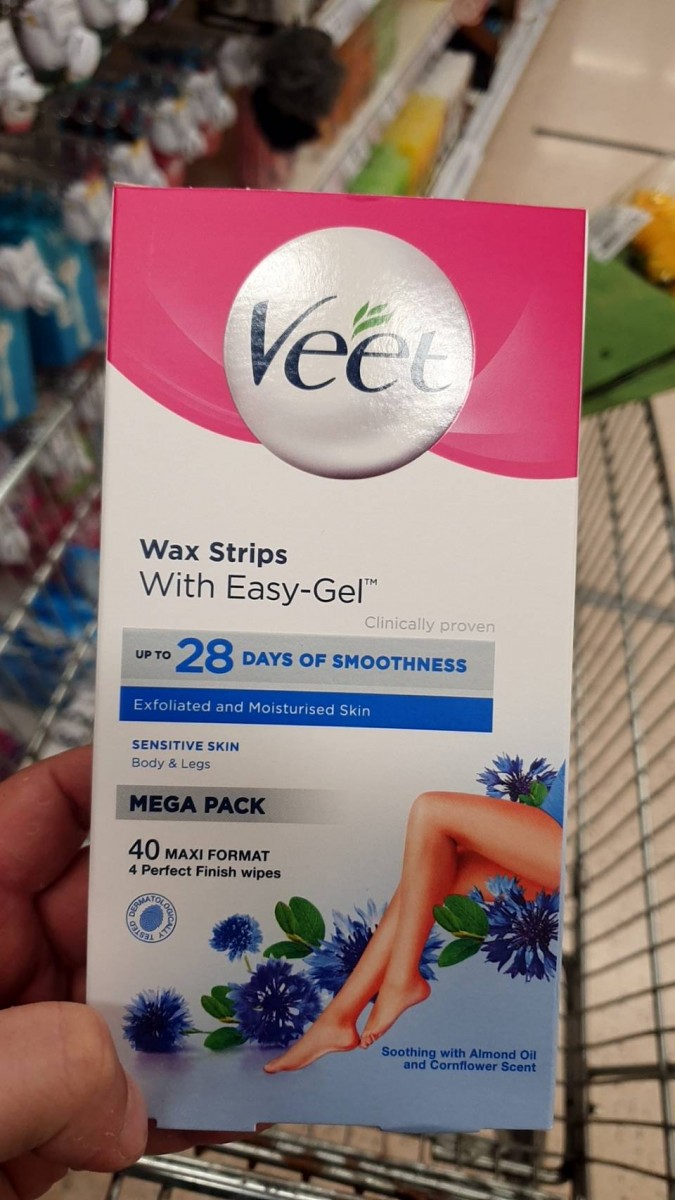 Veet
Wax Strips
With Easy-Gel™
Clinically proven
UP TO 28 DAYS OF SMOOTHNESS
Exfoliated and Moisturised Skin
SENSITIVE SKIN
Body & Legs
MEGA PACK
40 MAXI FORMAT
4 Perfect Finish wipes
DERMATOLOGICALLY TESTED
Soothing with Almond Oil
and Cornflower Scent